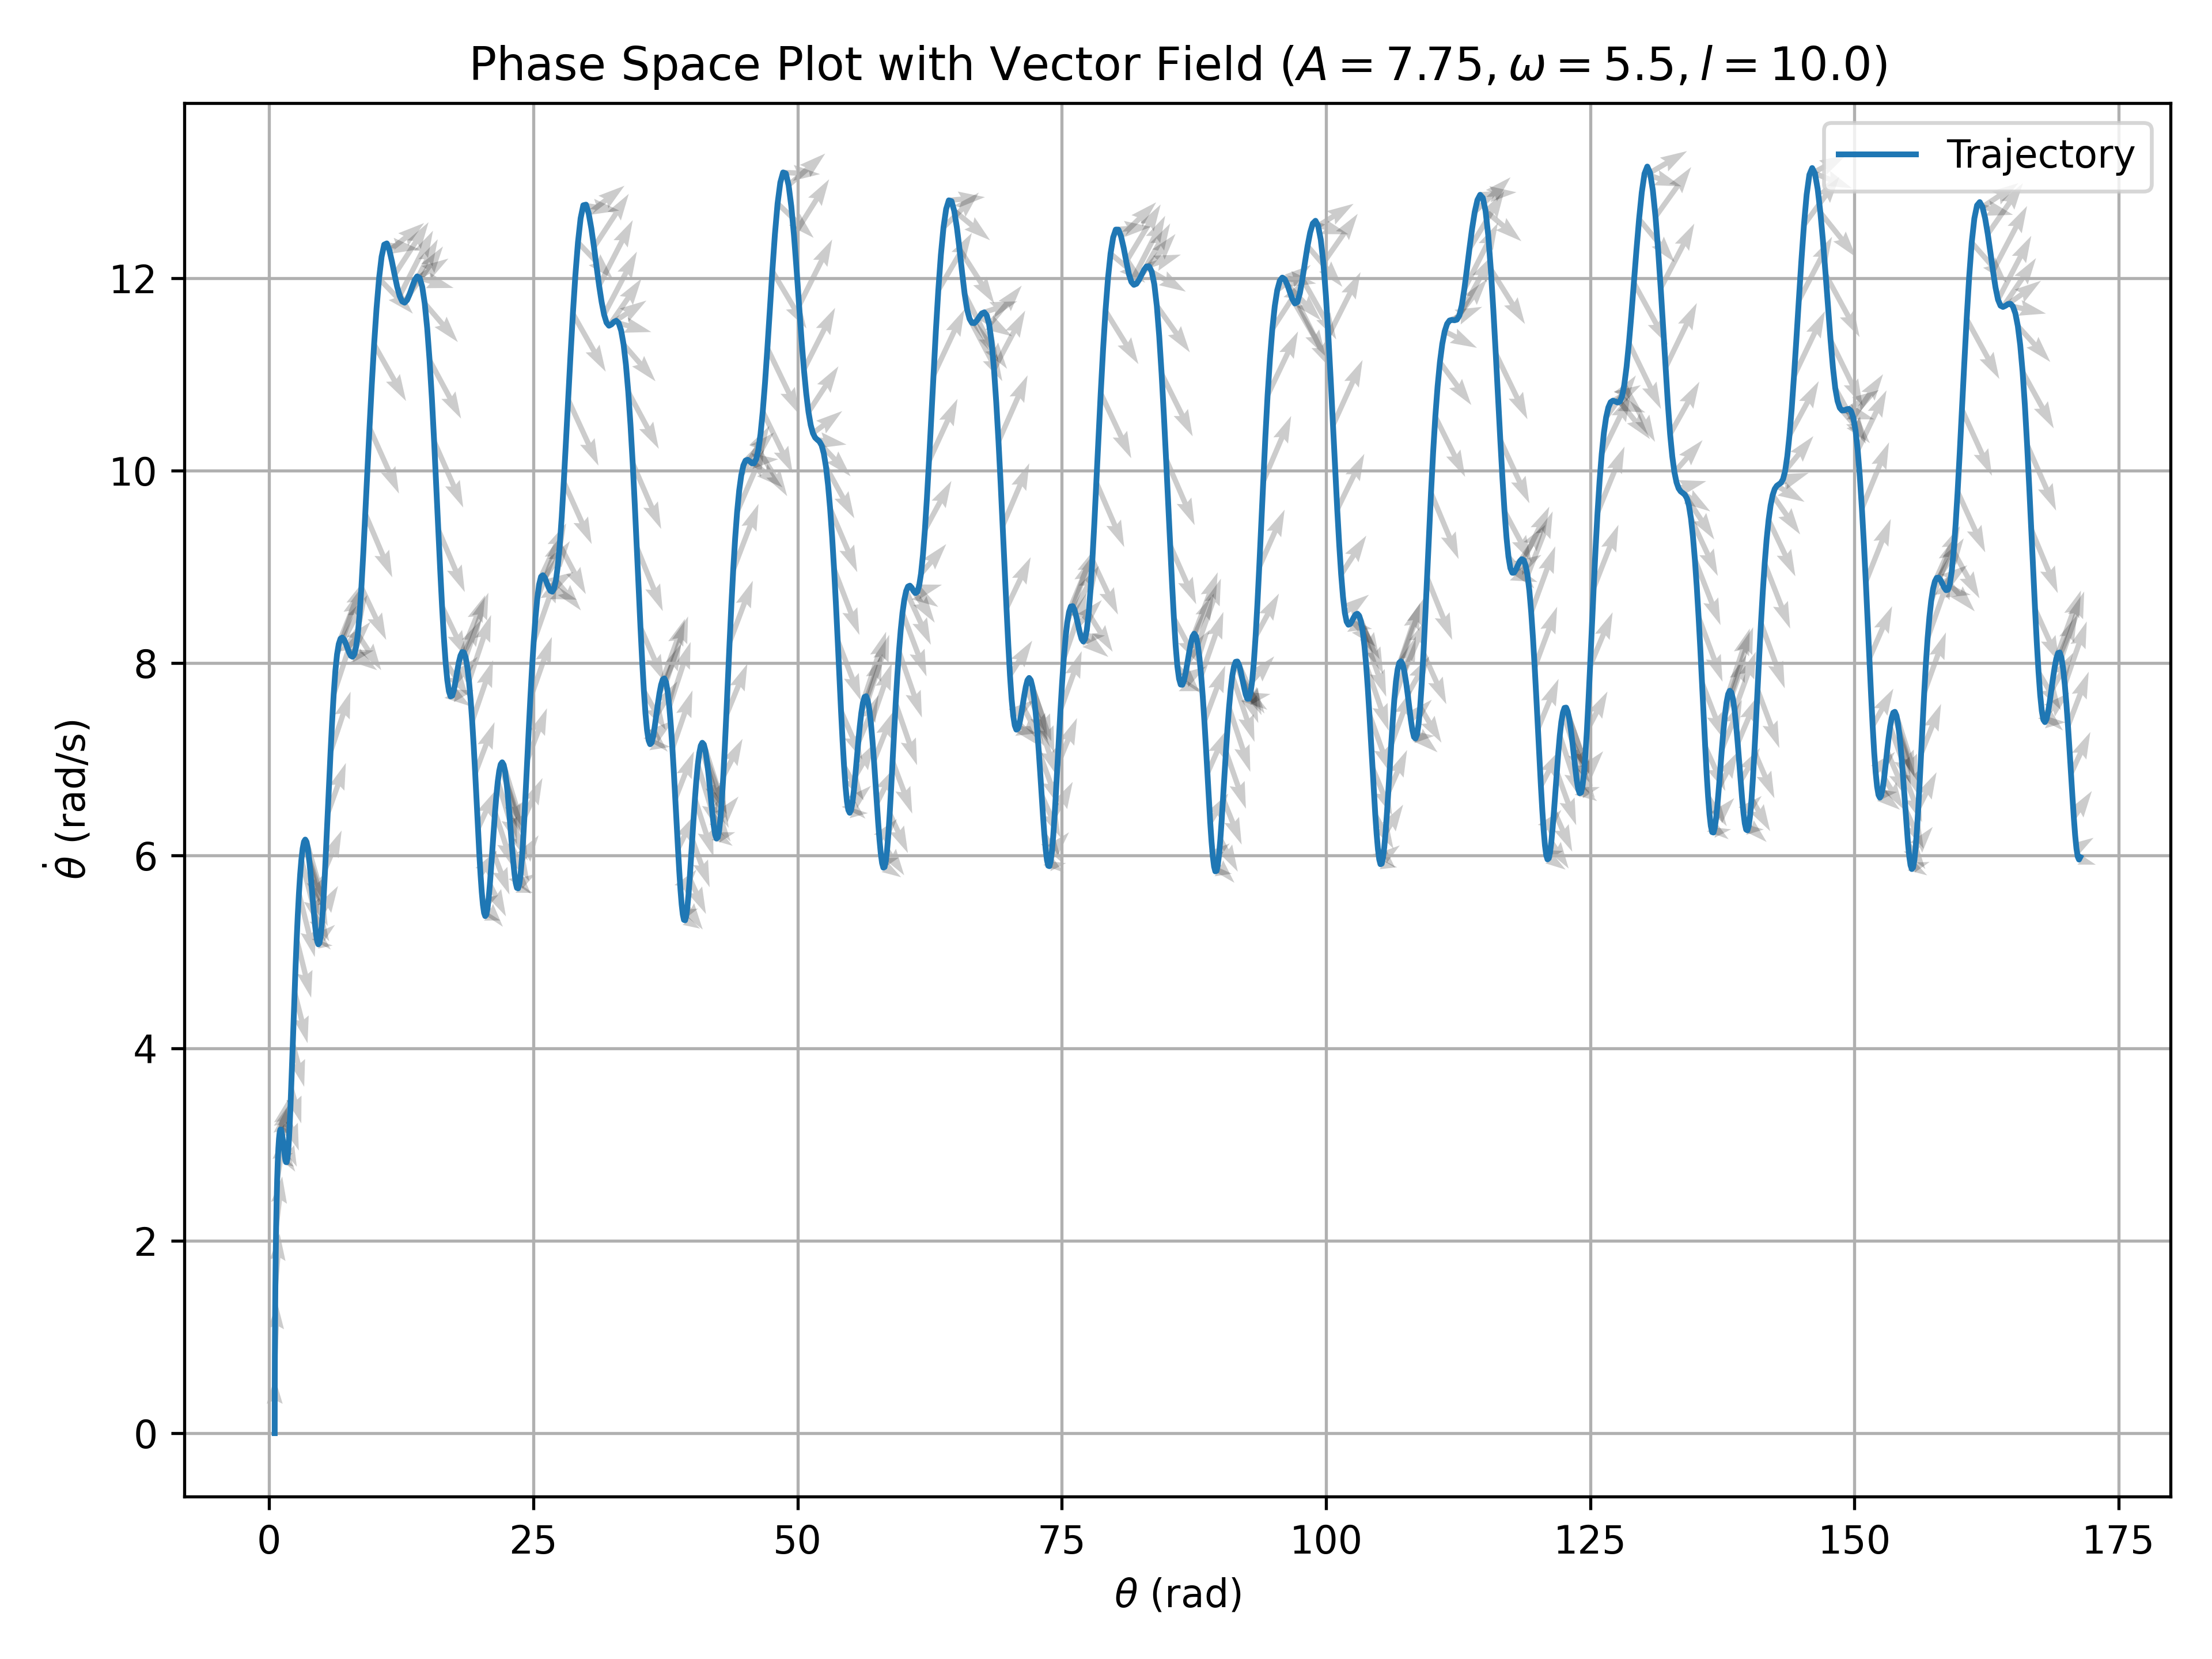 Phase Space Plot with Vector Field (A = 7.75, ω = 5.5, l = 10.0)
Trajectory
12
10
8
6
4
2
0
θ̇ (rad/s)
0 25 50 75 100 125 150 175
θ (rad)